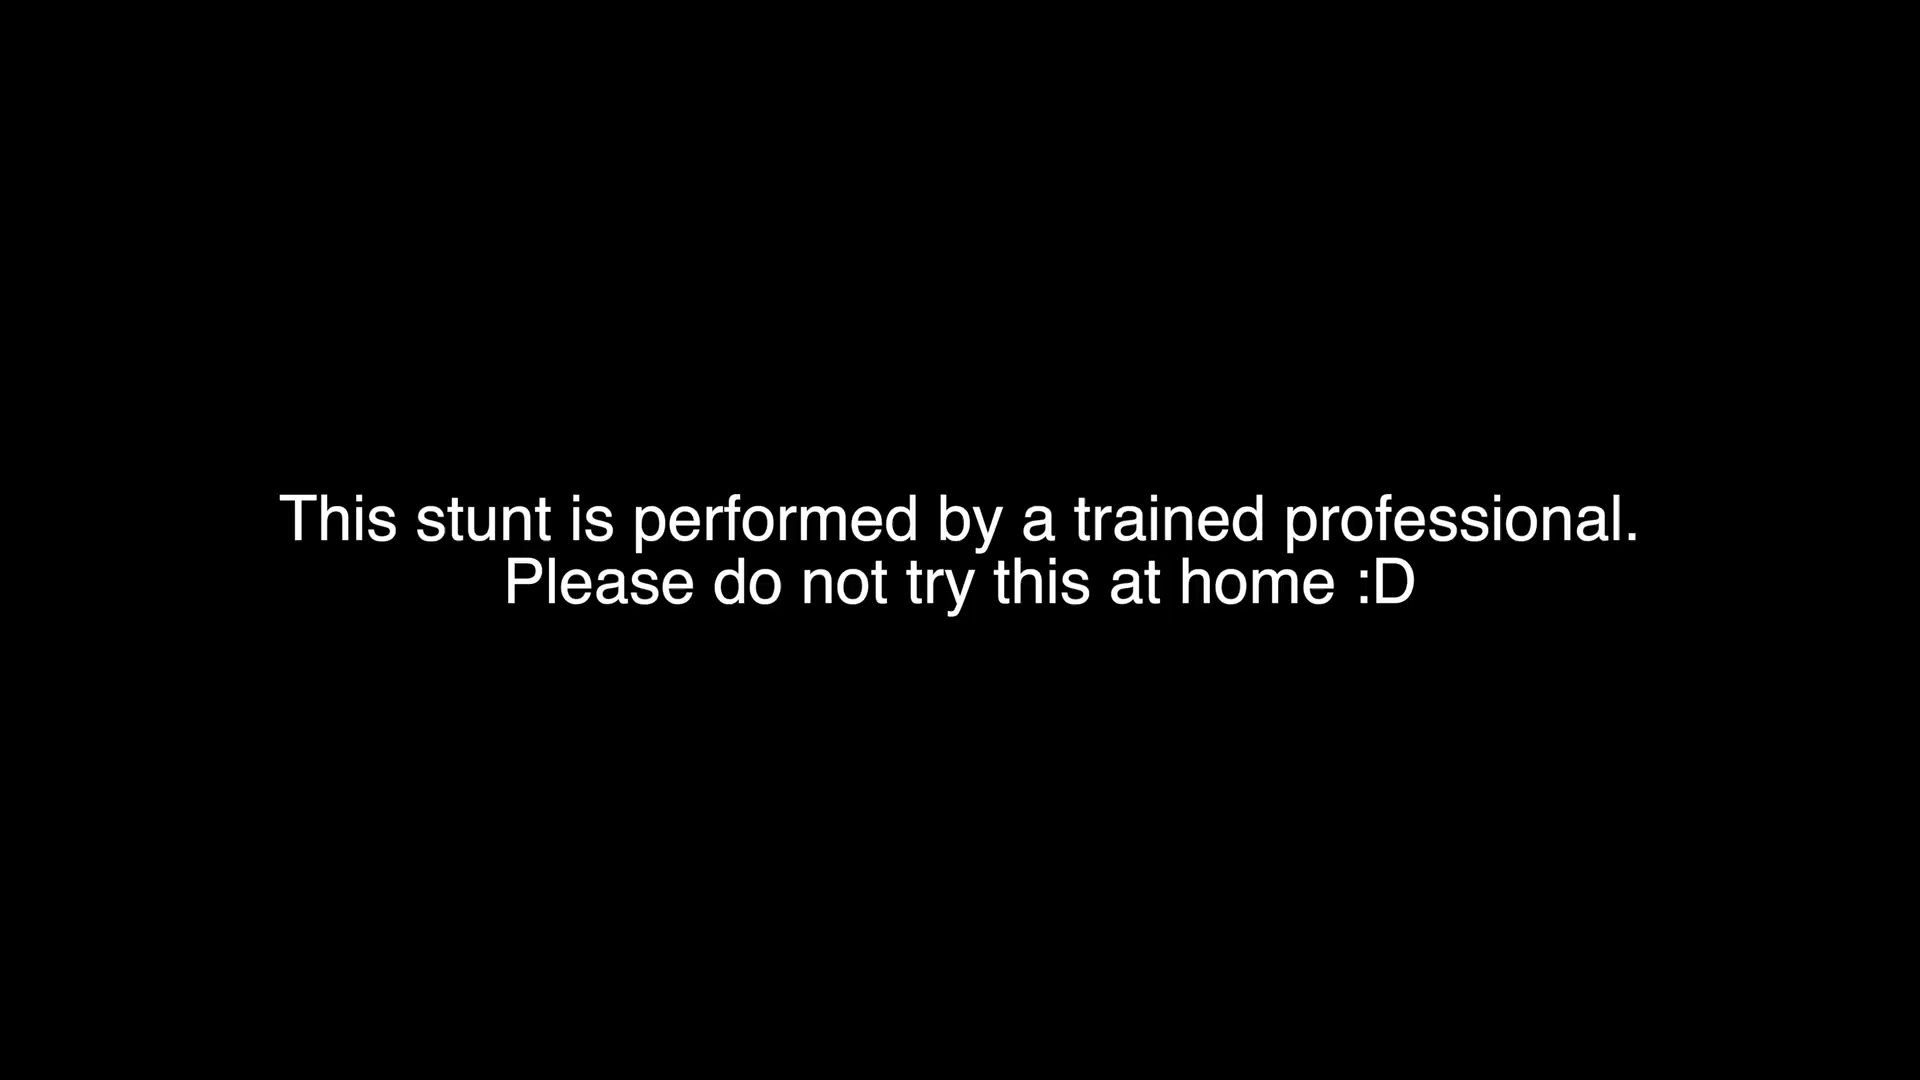 This stunt is performed by a trained professional.
Please do not try this at home :D